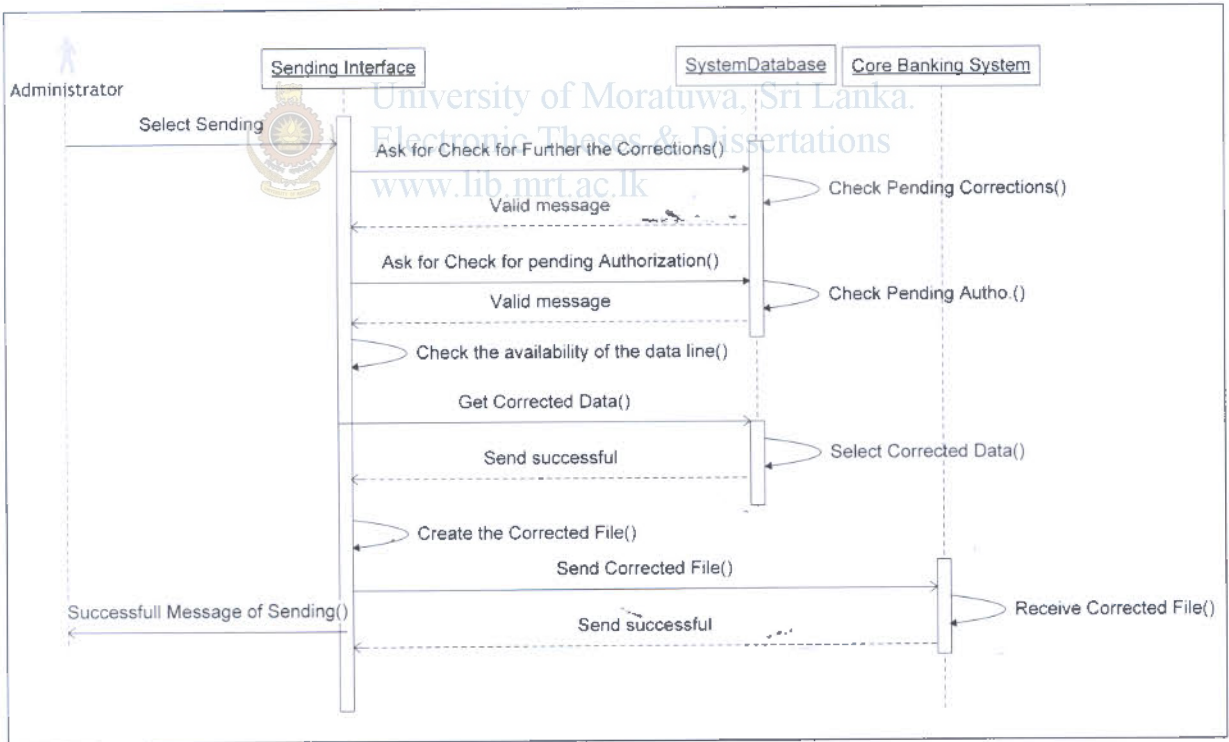 Administrator
Sending Interface
SystemDatabase
Core Banking System
University of Moratuwa, Sri Lanka.
Electronic Theses & Dissertations
www.lib.mrt.ac.lk
Select Sending
Ask for Check for Further the Corrections()
Check Pending Corrections()
Valid message
Ask for Check for pending Authorization()
Check Pending Autho.()
Valid message
Check the availability of the data line()
Get Corrected Data()
Select Corrected Data()
Send successful
Create the Corrected File()
Send Corrected File()
Receive Corrected File()
Successfull Message of Sending()
Send successful